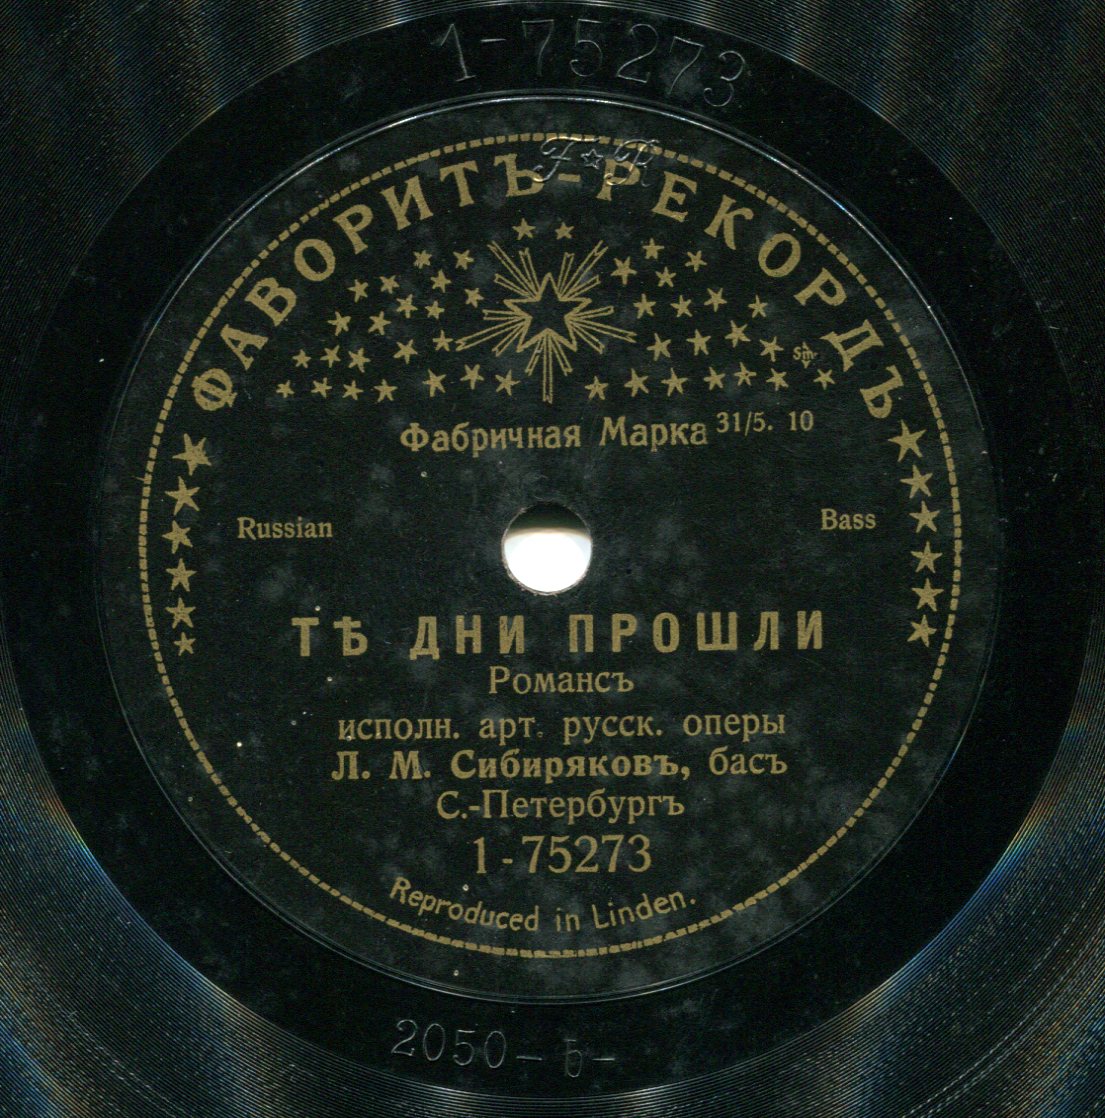 1-75273
F☆R
ФАВОРИТЪ-РЕКОРДЪ
Фабричная Марка 31/5. 10
Russian
Bass
ТѢ ДНИ ПРОШЛИ
Романсъ
исполн. арт. русск. оперы
Л. М. Сибиряковъ, басъ
С.-Петербургъ
1-75273
Reproduced in Linden.